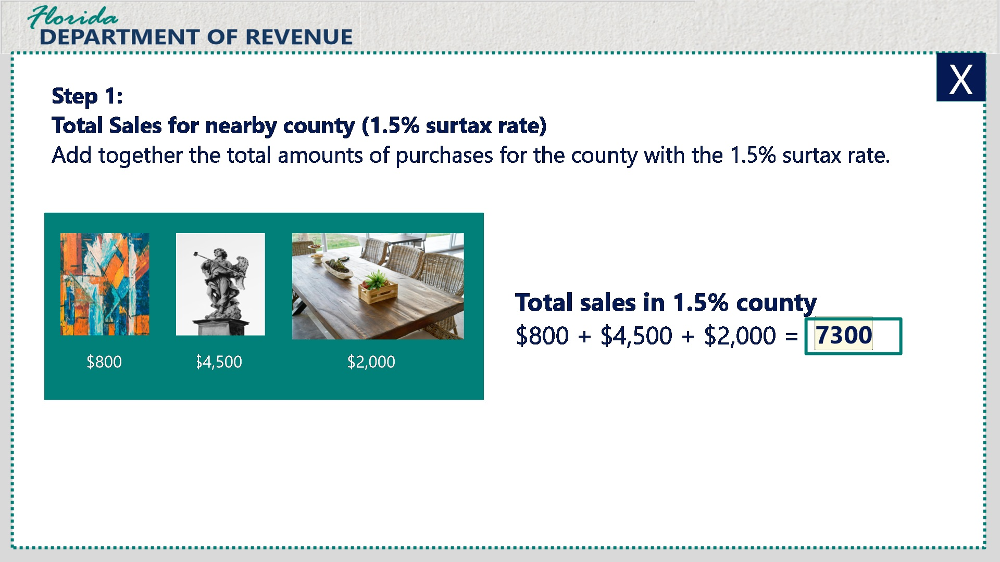 Florida
DEPARTMENT OF REVENUE
X
Step 1:
Total Sales for nearby county (1.5% surtax rate)
Add together the total amounts of purchases for the county with the 1.5% surtax rate.
$800
$4,500
$2,000
Total sales in 1.5% county
$800 + $4,500 + $2,000 = 7300